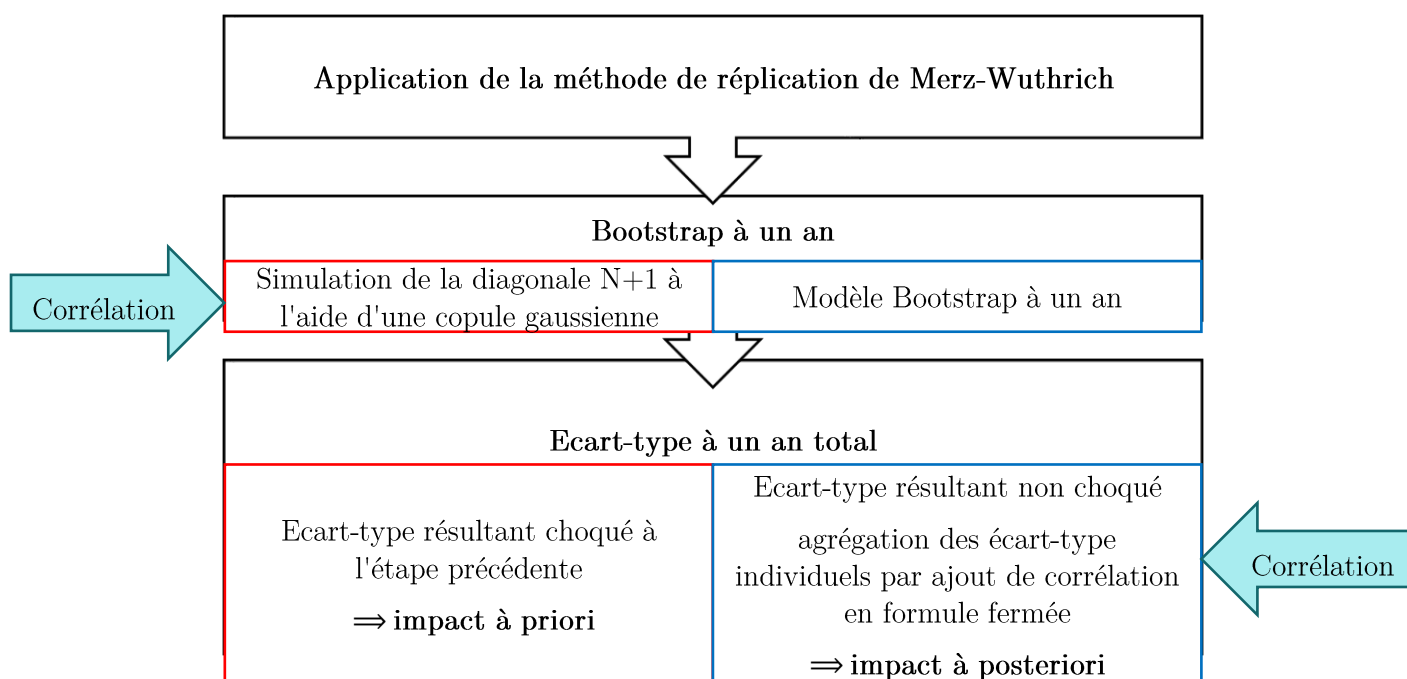 Application de la méthode de réplication de Merz-Wuthrich
Bootstrap à un an
Corrélation
Simulation de la diagonale N+1 à
l'aide d'une copule gaussienne
Modèle Bootstrap à un an
Ecart-type à un an total
Ecart-type résultant choqué à
l'étape précédente
⟹ impact à priori
Ecart-type résultant non choqué
agrégation des écart-type
individuels par ajout de corrélation
en formule fermée
⟹ impact à posteriori
Corrélation